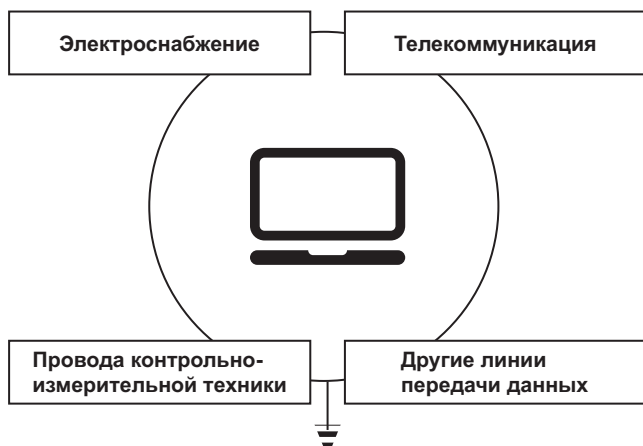 Электроснабжение
Телекоммуникация
Провода контрольно-
измерительной техники
Другие линии
передачи данных